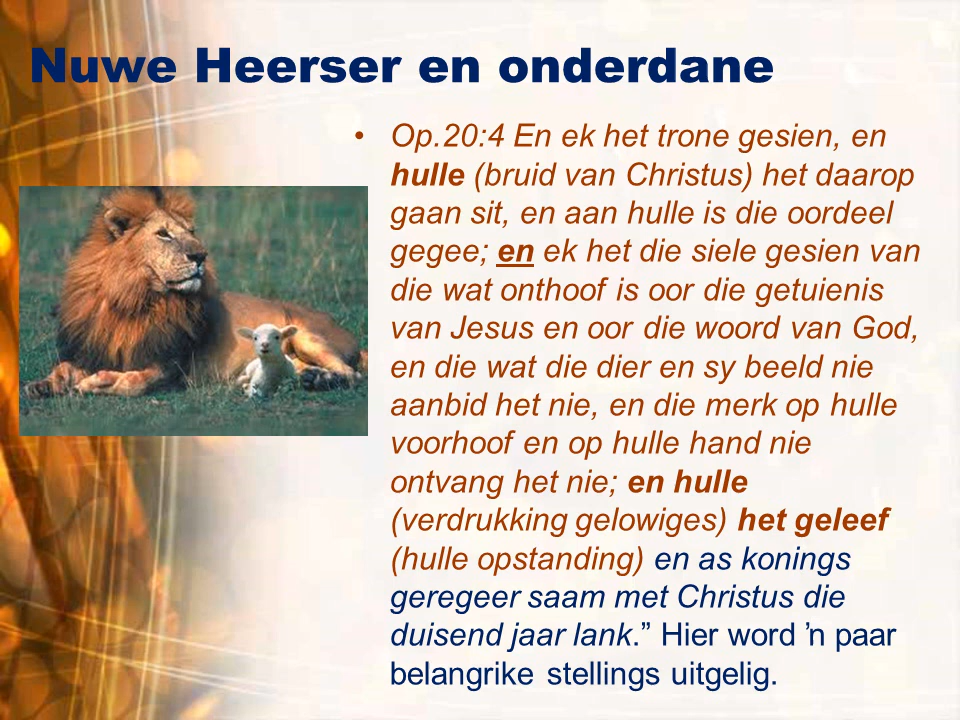 Nuwe Heerser en onderdane
• Op.20:4 En ek het trone gesien, en
hulle (bruid van Christus) het daarop
gaan sit, en aan hulle is die oordeel
gegee; en ek het die siele gesien van
die wat onthoof is oor die getuienis
van Jesus en oor die woord van God,
en die wat die dier en sy beeld nie
aanbid het nie, en die merk op hulle
voorhoof en op hulle hand nie
ontvang het nie; en hulle
(verdrukking gelowiges) het geleef
(hulle opstanding) en as konings
geregeer saam met Christus die
duisend jaar lank.” Hier word ’n paar
belangrike stellings uitgelig.